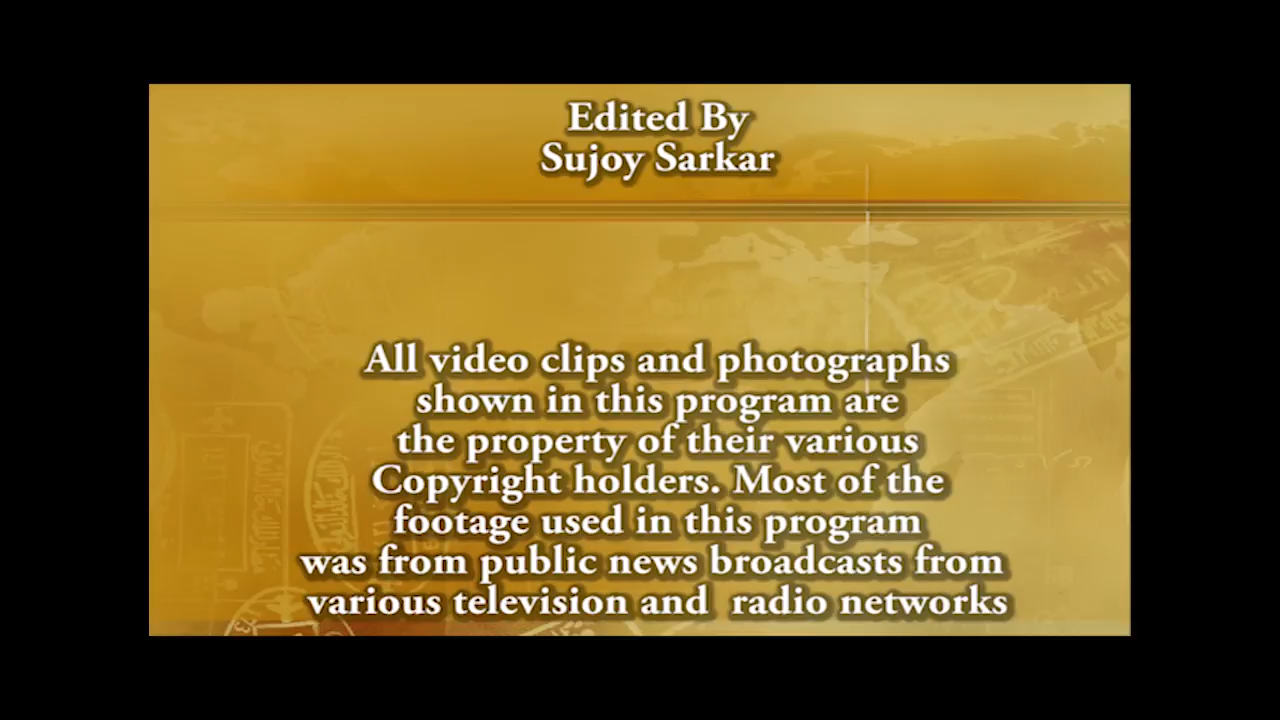 Edited By
Sujoy Sarkar
All video clips and photographs
shown in this program are
the property of their various
Copyright holders. Most of the
footage used in this program
was from public news broadcasts from
various television and  radio networks